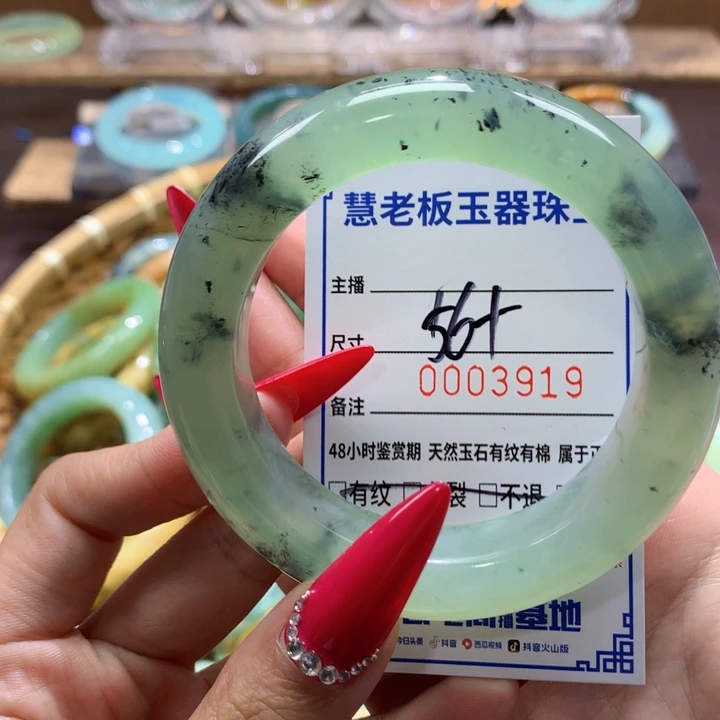 慧老板玉器珠
主播
尺寸 56+
0003919
备注
48小时鉴赏期 天然玉石有纹有棉 属于正
□有纹 □ 裂 □不退
播基地
今日头条 抖音 西瓜视频 抖音火山版